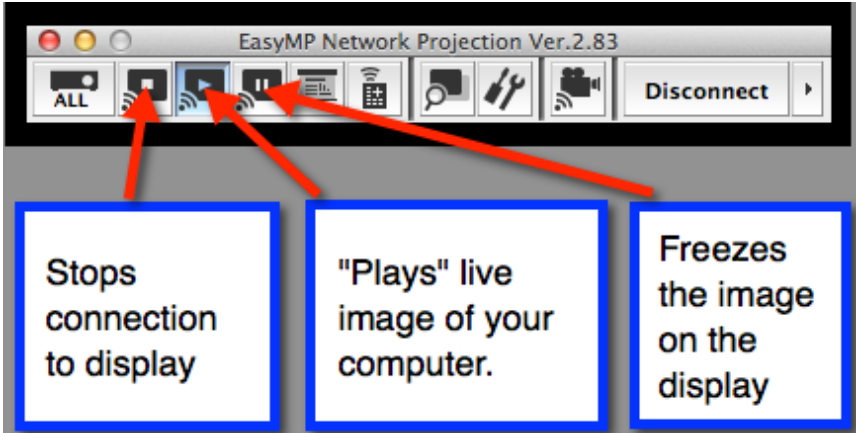 EasyMP Network Projection Ver.2.83
ALL
Disconnect
Stops
connection
to display
"Plays" live
image of your
computer.
Freezes
the image
on the
display